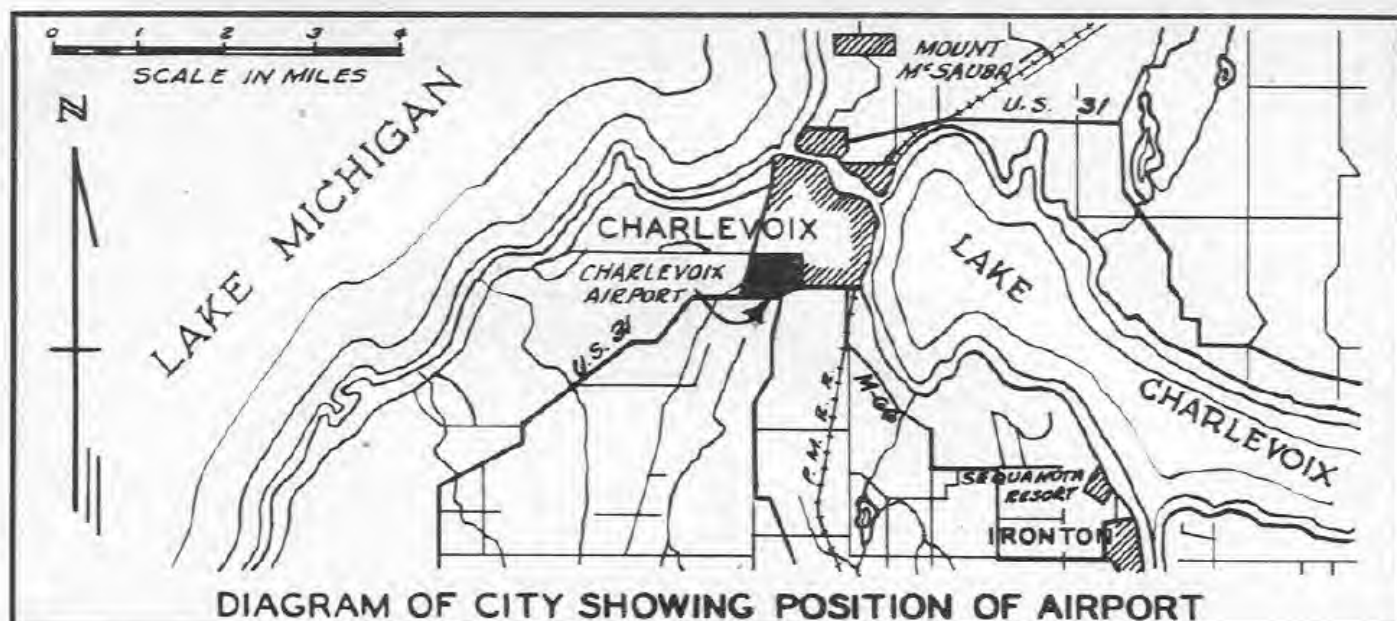 0 1 2 3 4
SCALE IN MILES
N
LAKE MICHIGAN
MOUNT
McSAUBA
U.S. 31
CHARLEVOIX
CHARLEVOIX
AIRPORT
U.S. 31
P.M. R.R.
LAKE
CHARLEVOIX
SEQUANOTA
RESORT
IRONTON
DIAGRAM OF CITY SHOWING POSITION OF AIRPORT